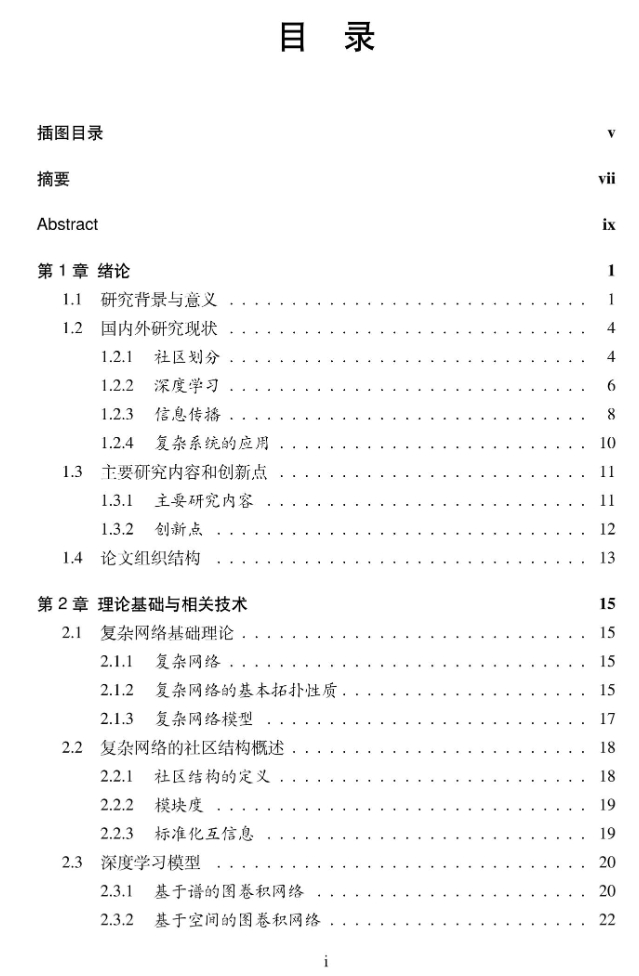 目 录
插图目录 v
摘要 vii
Abstract ix
第 1 章 绪论 1
1.1 研究背景与意义 . . . . . . . . . . . . . . . . . . . . . . . . . . . . . 1
1.2 国内外研究现状 . . . . . . . . . . . . . . . . . . . . . . . . . . . . . 4
1.2.1 社区划分 . . . . . . . . . . . . . . . . . . . . . . . . . . . . . 4
1.2.2 深度学习 . . . . . . . . . . . . . . . . . . . . . . . . . . . . . 6
1.2.3 信息传播 . . . . . . . . . . . . . . . . . . . . . . . . . . . . . 8
1.2.4 复杂系统的应用 . . . . . . . . . . . . . . . . . . . . . . . . . 10
1.3 主要研究内容和创新点 . . . . . . . . . . . . . . . . . . . . . . . . . 11
1.3.1 主要研究内容 . . . . . . . . . . . . . . . . . . . . . . . . . . 11
1.3.2 创新点 . . . . . . . . . . . . . . . . . . . . . . . . . . . . . . 12
1.4 论文组织结构 . . . . . . . . . . . . . . . . . . . . . . . . . . . . . . 13
第 2 章 理论基础与相关技术 15
2.1 复杂网络基础理论 . . . . . . . . . . . . . . . . . . . . . . . . . . . . 15
2.1.1 复杂网络 . . . . . . . . . . . . . . . . . . . . . . . . . . . . . 15
2.1.2 复杂网络的基本拓扑性质 . . . . . . . . . . . . . . . . . . . . 15
2.1.3 复杂网络模型 . . . . . . . . . . . . . . . . . . . . . . . . . . 17
2.2 复杂网络的社区结构概述 . . . . . . . . . . . . . . . . . . . . . . . . 18
2.2.1 社区结构的定义 . . . . . . . . . . . . . . . . . . . . . . . . . 18
2.2.2 模块度 . . . . . . . . . . . . . . . . . . . . . . . . . . . . . . 19
2.2.3 标准化互信息 . . . . . . . . . . . . . . . . . . . . . . . . . . 19
2.3 深度学习模型 . . . . . . . . . . . . . . . . . . . . . . . . . . . . . . 20
2.3.1 基于谱的图卷积网络 . . . . . . . . . . . . . . . . . . . . . . 20
2.3.2 基于空间的图卷积网络 . . . . . . . . . . . . . . . . . . . . . 22
i